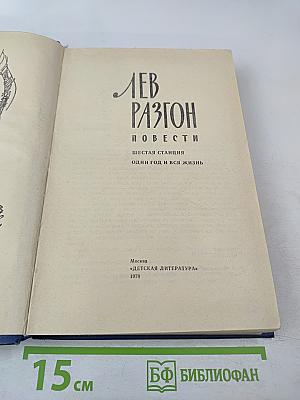 ЛЕВ
РАЗГОН
ПОВЕСТИ
ШЕСТАЯ СТАНЦИЯ
ОДИН ГОД И ВСЯ ЖИЗНЬ
Москва
«ДЕТСКАЯ ЛИТЕРАТУРА»
1978
15 см
БФ БИБЛИОФАН